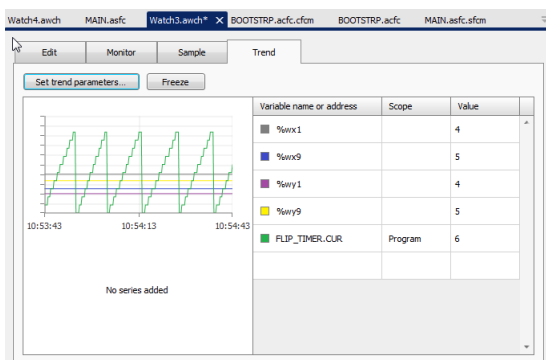 Watch4.awch MAIN.asfc Watch3.awch* BOOTSTRP.acfc.cfcm BOOTSTRP.acfc MAIN.asfc.sfcm
Edit Monitor Sample Trend
Set trend parameters... Freeze
Variable name or address Scope Value
%wx1 4
%wx9 5
%wy1 4
%wy9 5
FLIP_TIMER.CUR Program 6
10:53:43 10:54:13 10:54:43
No series added